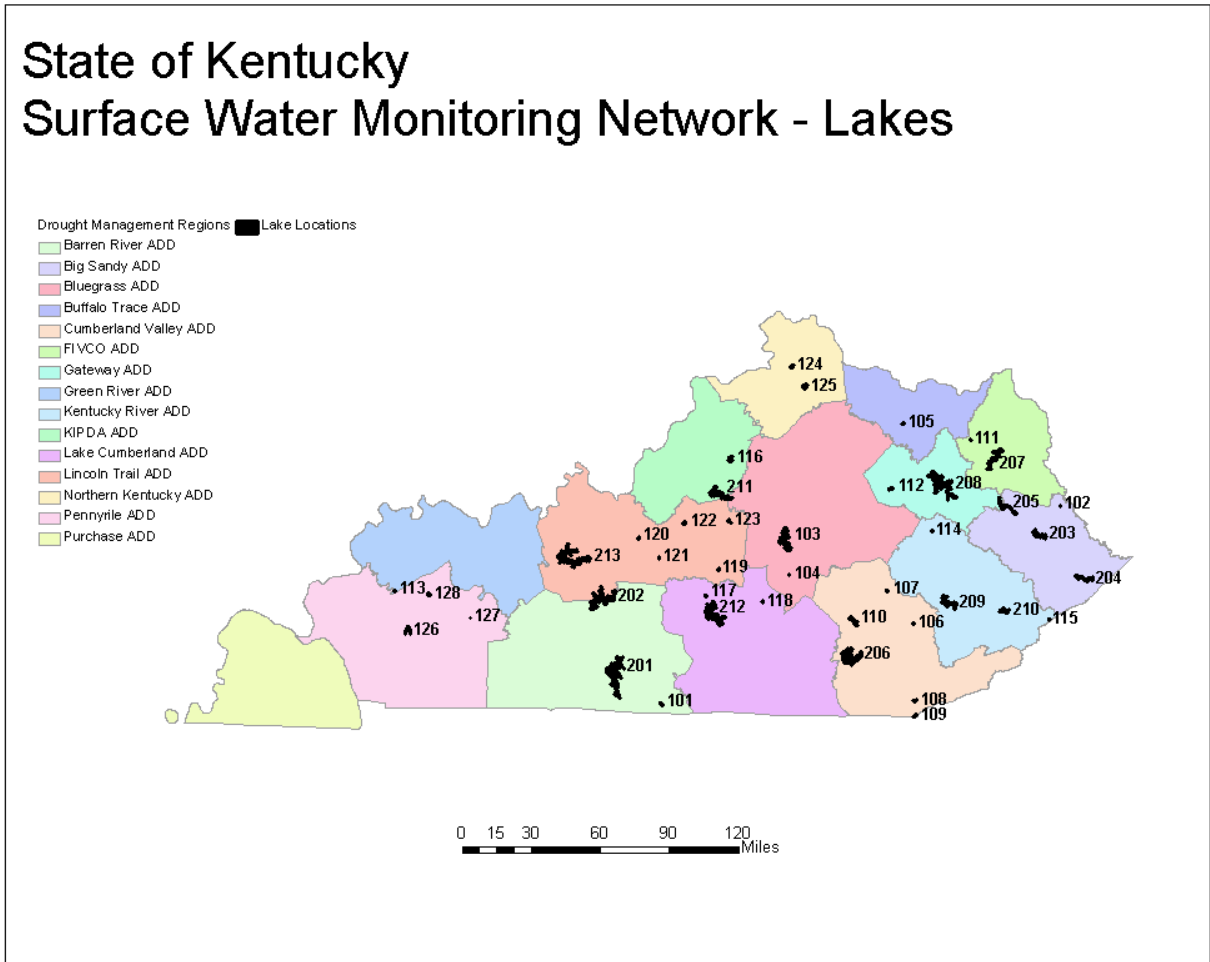 State of Kentucky
Surface Water Monitoring Network - Lakes
Drought Management Regions Lake Locations
Barren River ADD
Big Sandy ADD
Bluegrass ADD
Buffalo Trace ADD
Cumberland Valley ADD
FIVCO ADD
Gateway ADD
Green River ADD
Kentucky River ADD
KIPDA ADD
Lake Cumberland ADD
Lincoln Trail ADD
Northern Kentucky ADD
Pennyrile ADD
Purchase ADD
124
125
105
111
116
207
112
208
211
205
102
122
123
103
114
203
120
213
121
119
104
204
113
128
202
117
118
107
209
210
127
212
110
106
115
126
206
201
101
108
109
0 15 30 60 90 120
Miles